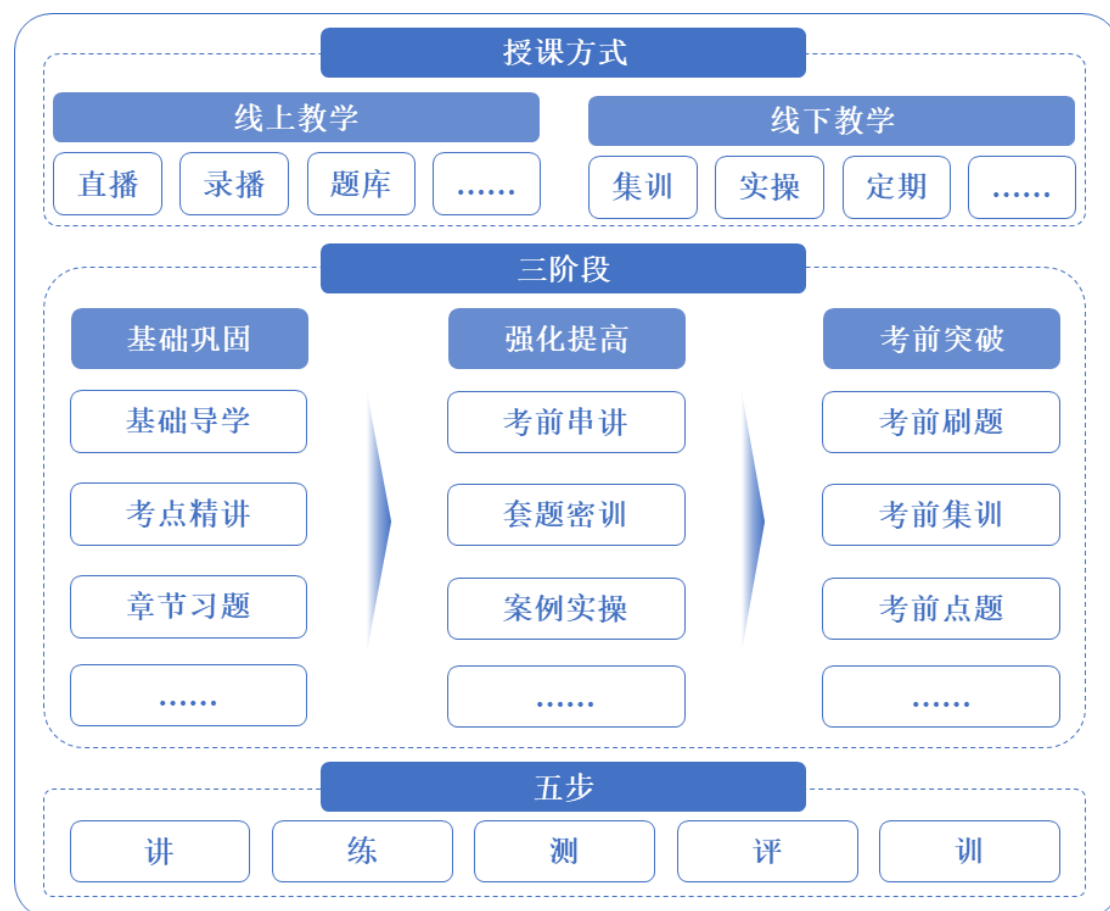 授课方式
线上教学
线下教学
直播 录播 题库 ……
集训 实操 定期 ……
三阶段
基础巩固 强化提高 考前突破
基础导学 考前串讲 考前刷题
考点精讲 套题密训 考前集训
章节习题 案例实操 考前点题
…… …… ……
五步
讲 练 测 评 训